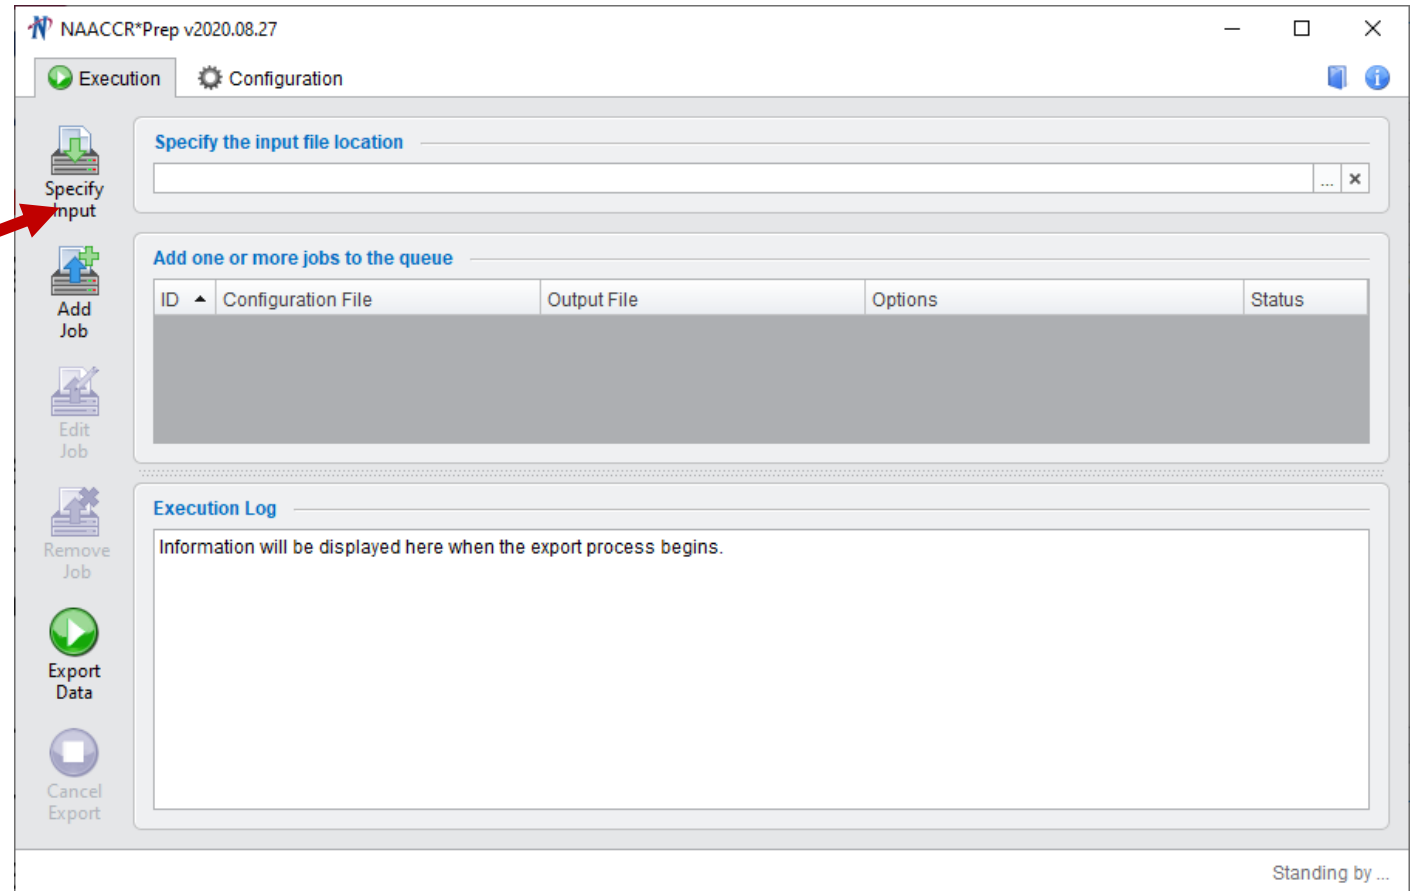 NAACCR*Prep v2020.08.27
Execution
Configuration
Specify
Input
Specify the input file location
...
Add
Job
Add one or more jobs to the queue
ID Configuration File Output File Options Status
Edit
Job
Remove
Job
Execution Log
Information will be displayed here when the export process begins.
Export
Data
Cancel
Export
Standing by ...